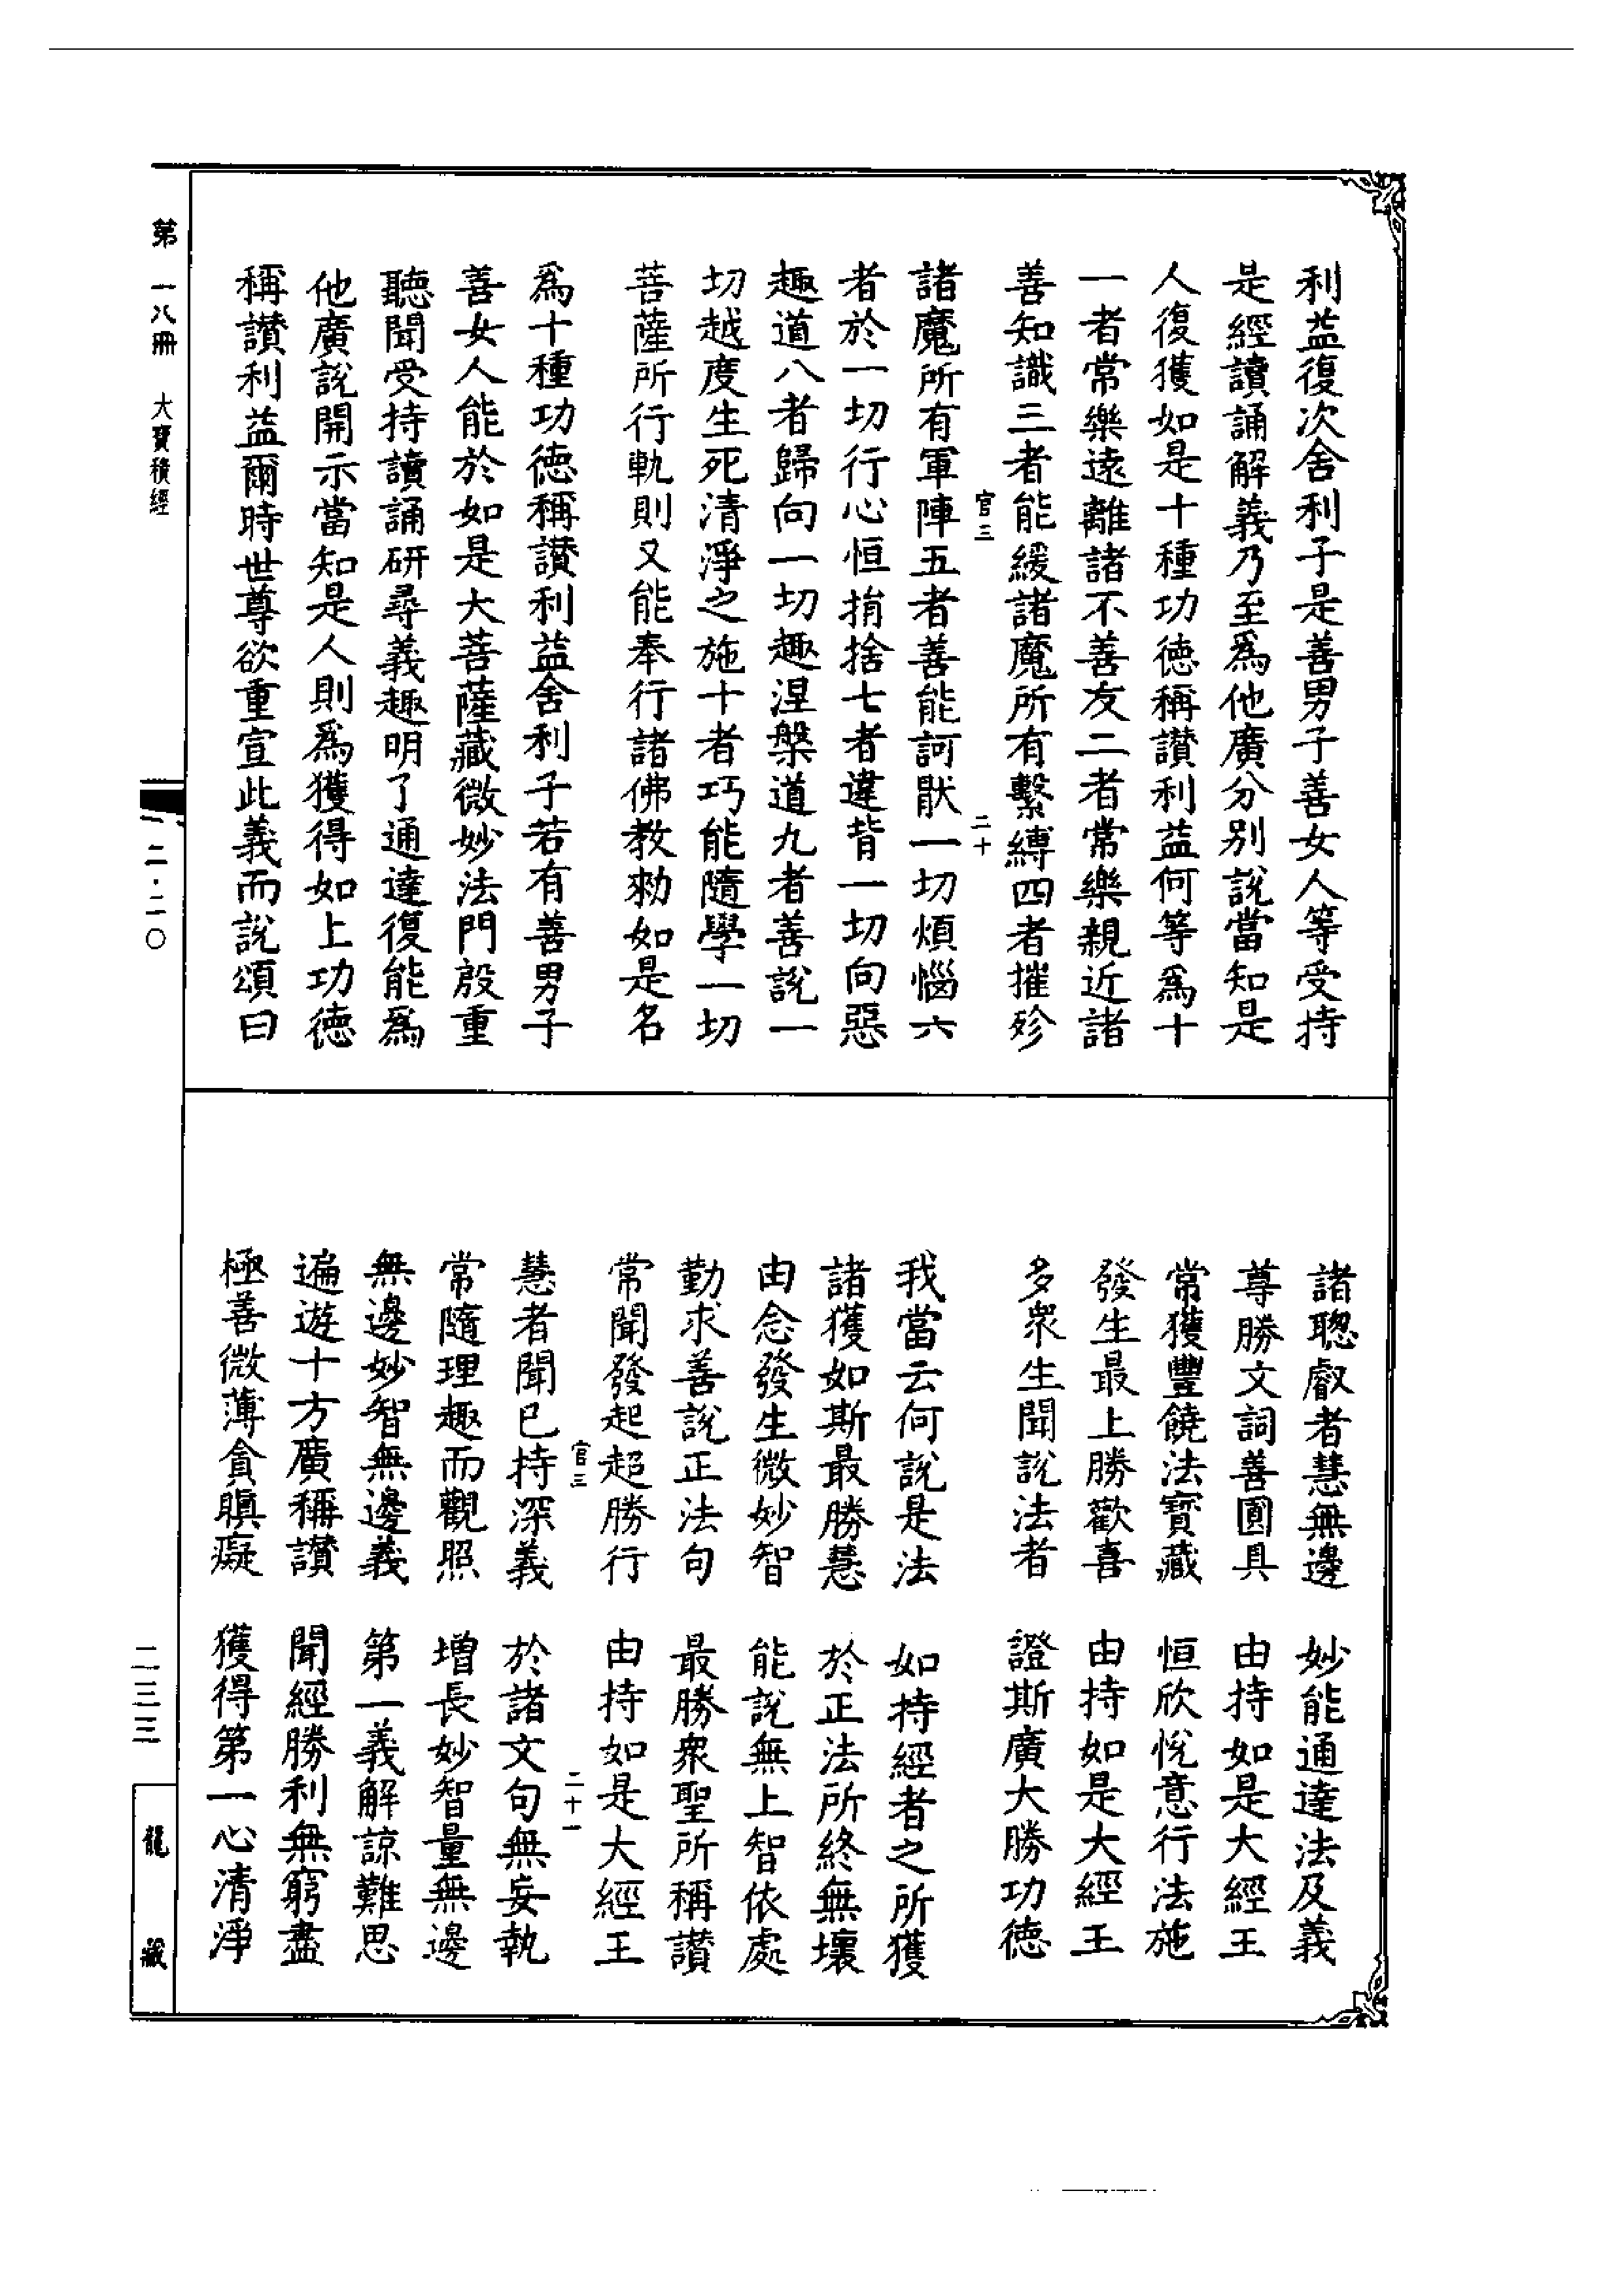 利益復次舍利子是善男子善女人等受持
是經讀誦解義乃至爲他廣分別說當知是
人復獲如是十種功德稱讃利益何等爲十
一者常樂遠離諸不善友二者常樂親近諸
善知識三者能緩諸魔所有繫縛四者摧殄
官三 二十
諸魔所有軍陣五者善能訶猒一切煩惱六
者於一切行心恒捐捨七者違背一切向惡
趣道八者歸向一切趣涅槃道九者善說一
切越度生死清淨之施十者巧能隨學一切
菩薩所行軌則又能奉行諸佛教勑如是名
爲十種功德稱讃利益舍利子若有善男子
善女人能於如是大菩薩藏微妙法門殷重
聽聞受持讀誦研尋義趣明了通達復能爲
他廣說開示當知是人則爲獲得如上功德
稱讃利益爾時世尊欲重宣此義而說頌曰
諸聰叡者慧無邊 妙能通達法及義
尊勝文詞善圓具 由持如是大經王
常獲豐饒法寳藏 恒欣悅意行法施
發生最上勝歡喜 由持如是大經王
多衆生聞說法者 證斯廣大勝功德
我當云何說是法 如持經者之所獲
諸獲如斯最勝慧 於正法所終無壞
由念發生微妙智 能說無上智依處
勤求善說正法句 最勝衆聖所稱讃
常聞發起超勝行 由持如是大經王
官三 二十一
慧者聞已持深義 於諸文句無妄執
常隨理趣而觀照 增長妙智量無邊
無邊妙智無邊義 第一義解諒難思
遍遊十方廣稱讃 聞經勝利無窮盡
極善微薄貪瞋癡 獲得第一心清淨
第一八冊 大寶積經
二·二〇
二三三
龍藏